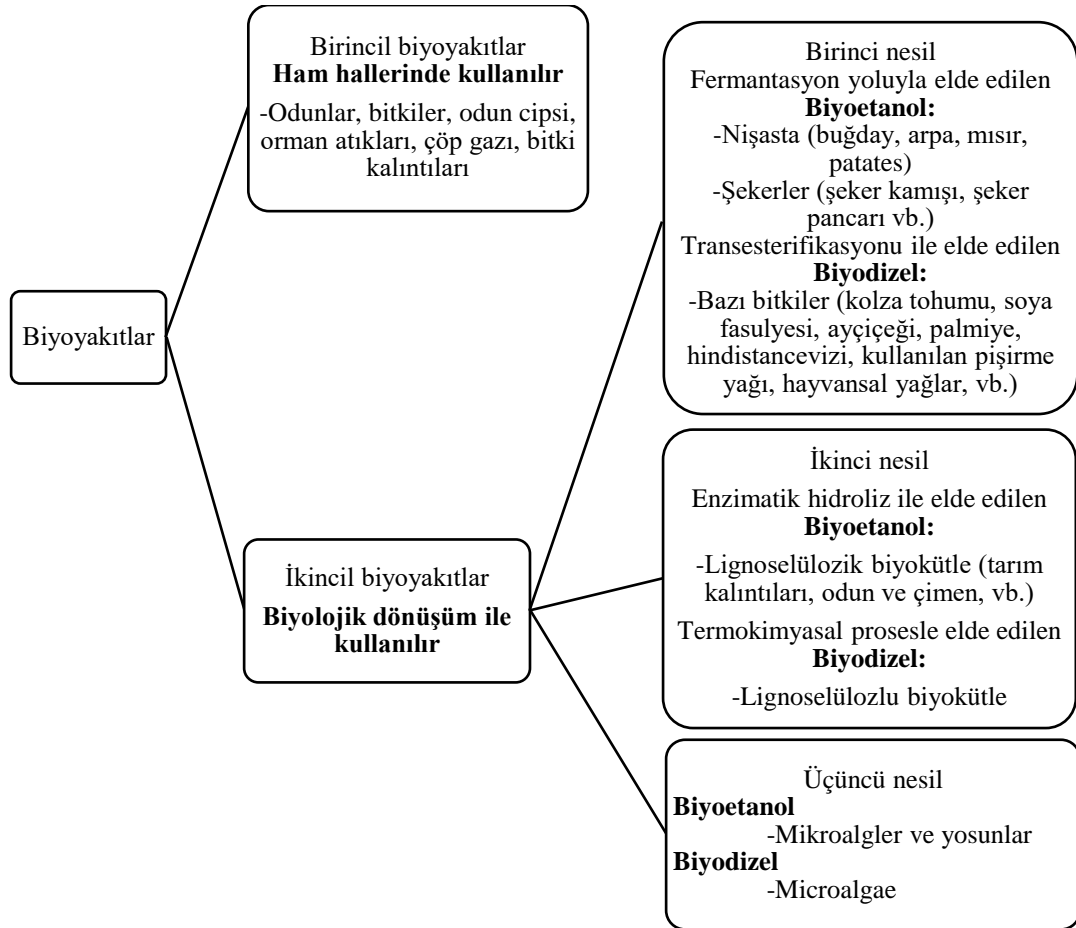 Birincil biyoyakıtlar
Ham hallerinde kullanılır
-Odunlar, bitkiler, odun cipsi,
orman atıkları, çöp gazı, bitki
kalıntıları
Biyoyakıtlar
İkincil biyoyakıtlar
Biyolojik dönüşüm ile
kullanılır
Birinci nesil
Fermantasyon yoluyla elde edilen
Biyoetanol:
-Nişasta (buğday, arpa, mısır,
patates)
-Şekerler (şeker kamışı, şeker
pancarı vb.)
Transesterifikasyonu ile elde edilen
Biyodizel:
-Bazı bitkiler (kolza tohumu, soya
fasulyesi, ayçiçeği, palmiye,
hindistancevizi, kullanılan pişirme
yağı, hayvansal yağlar, vb.)
İkinci nesil
Enzimatik hidroliz ile elde edilen
Biyoetanol:
-Lignoselülozik biyokütle (tarım
kalıntıları, odun ve çimen, vb.)
Termokimyasal prosesle elde edilen
Biyodizel:
-Lignoselülozlu biyokütle
Üçüncü nesil
Biyoetanol
-Mikroalgler ve yosunlar
Biyodizel
-Microalgae